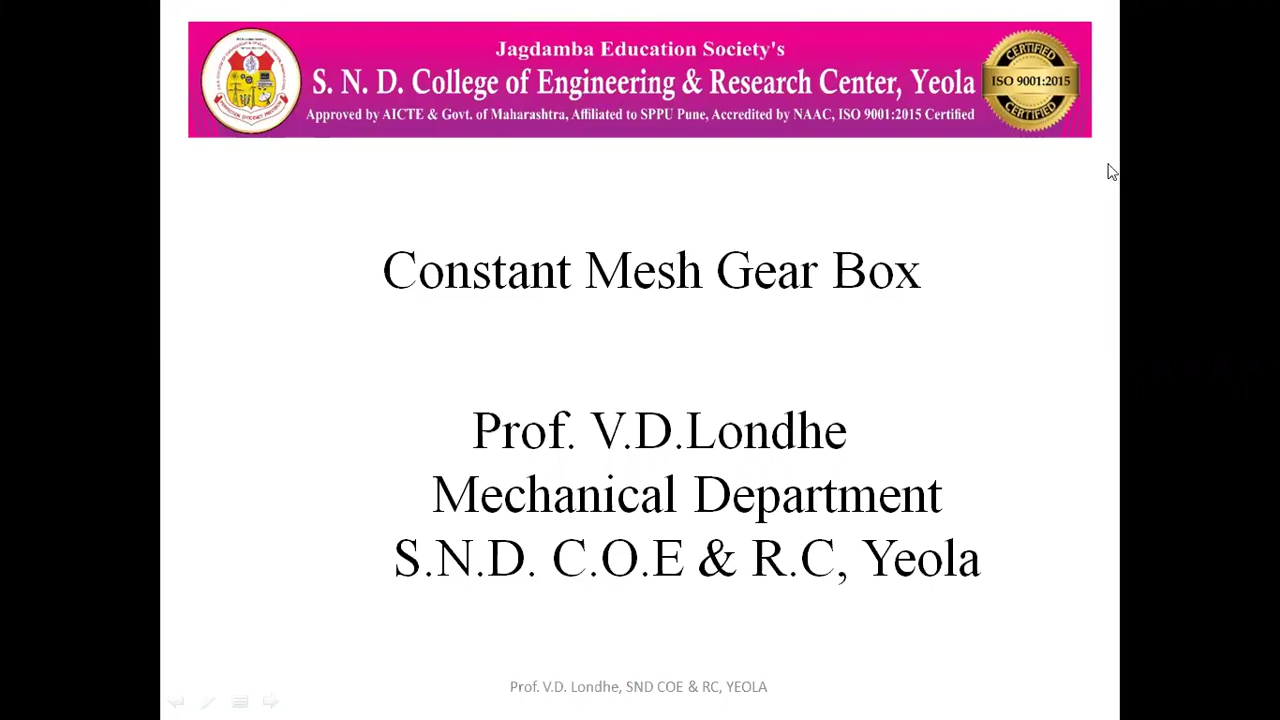 Jagdamba Education Society's
S. N. D. College of Engineering & Research Center, Yeola
Approved by AICTE & Govt. of Maharashtra, Affiliated to SPPU Pune, Accredited by NAAC, ISO 9001:2015 Certified
CERTIFIED
ISO 9001:2015
CERTIFIED
Constant Mesh Gear Box
Prof. V.D.Londhe
Mechanical Department
S.N.D. C.O.E & R.C, Yeola
Prof. V.D. Londhe, SND COE & RC, YEOLA